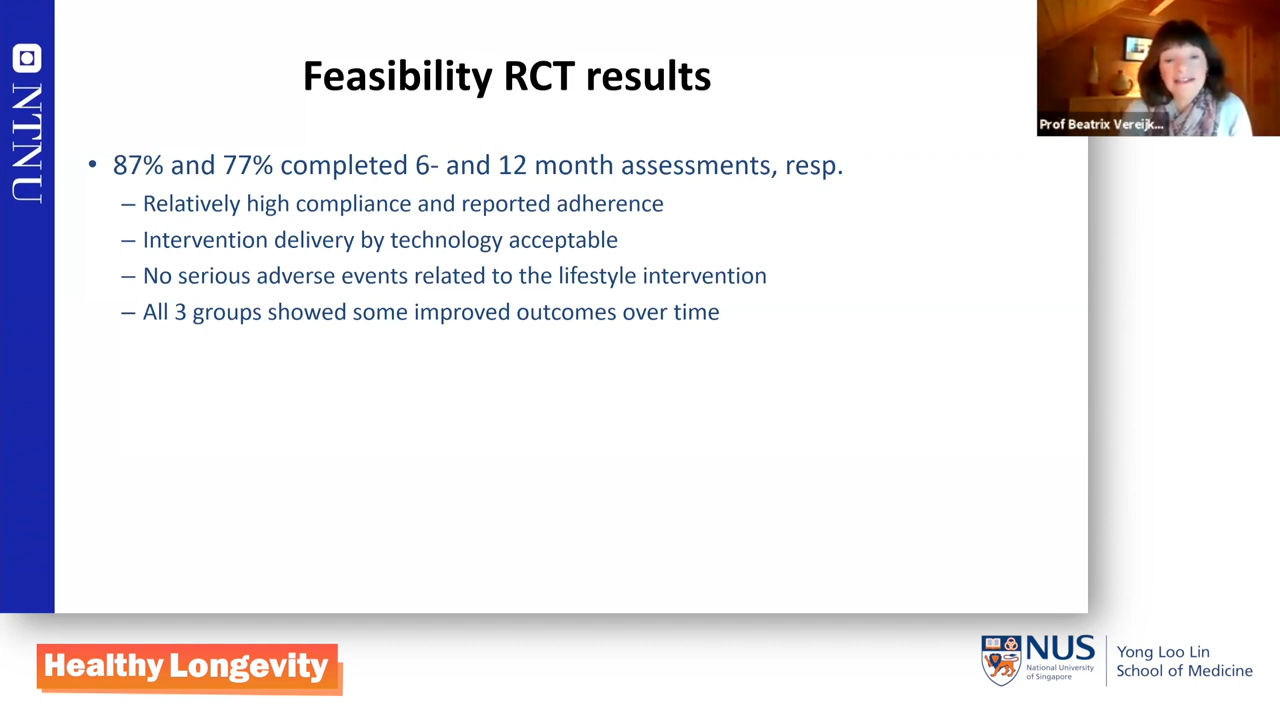 NTNU
Feasibility RCT results
Prof Beatrix Vereijk...
• 87% and 77% completed 6- and 12 month assessments, resp.
– Relatively high compliance and reported adherence
– Intervention delivery by technology acceptable
– No serious adverse events related to the lifestyle intervention
– All 3 groups showed some improved outcomes over time
Healthy Longevity
NUS
National University
of Singapore
Yong Loo Lin
School of Medicine